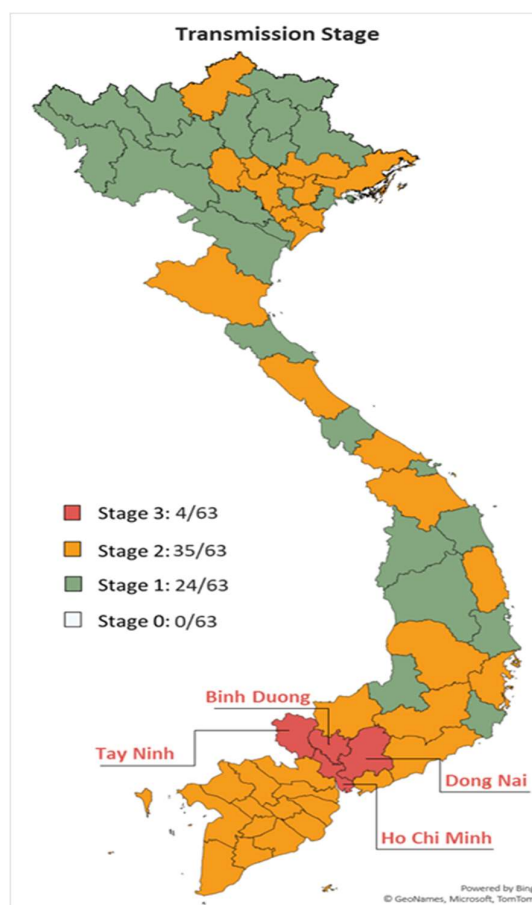 Transmission Stage
Stage 3: 4/63
Stage 2: 35/63
Stage 1: 24/63
Stage 0: 0/63
Binh Duong
Tay Ninh
Dong Nai
Ho Chi Minh
Powered by Bing
© GeoNames, Microsoft, TomTom